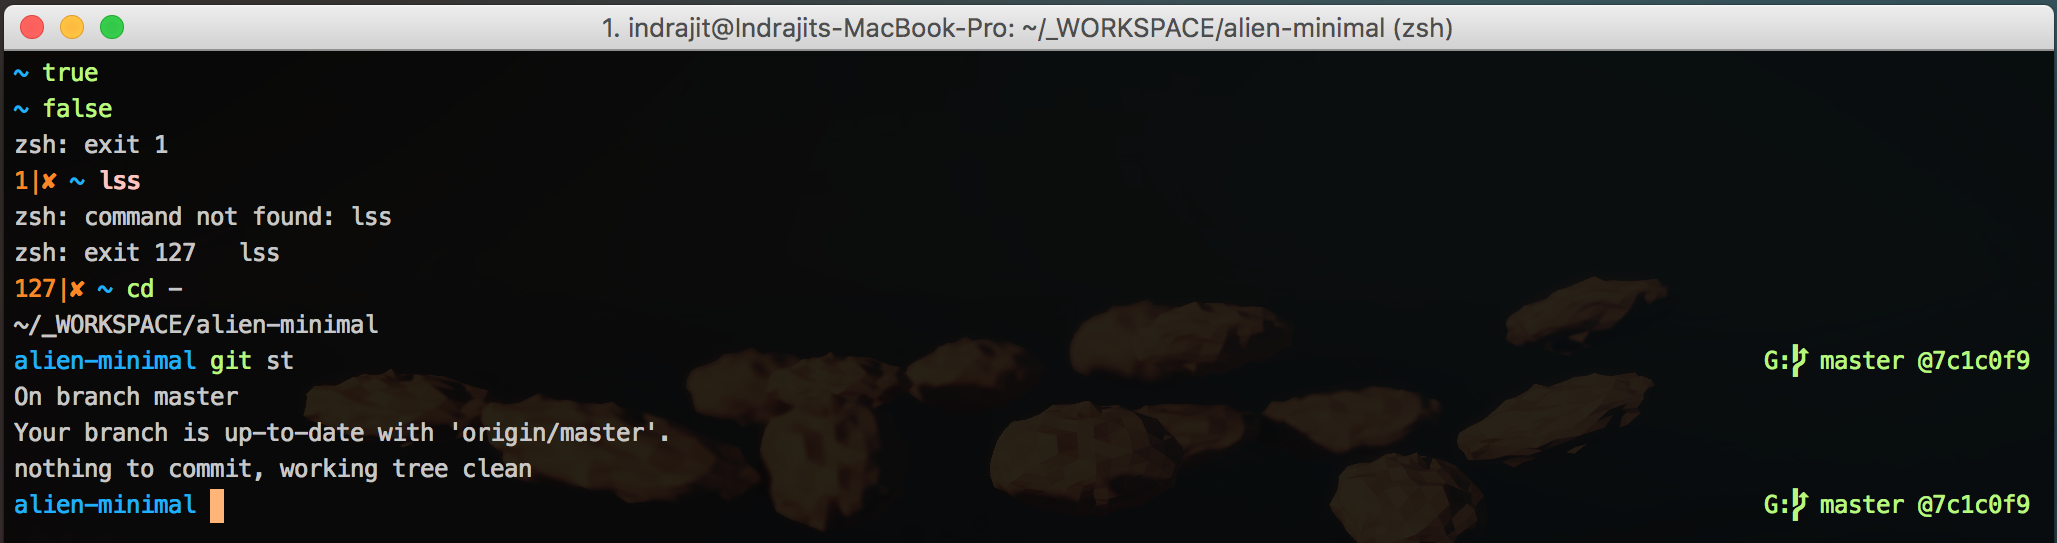 1. indrajit@Indrajits-MacBook-Pro: ~/_WORKSPACE/alien-minimal (zsh)
~ true
~ false
zsh: exit 1
1|✘ ~ lss
zsh: command not found: lss
zsh: exit 127   lss
127|✘ ~ cd -
~/_WORKSPACE/alien-minimal
alien-minimal git st G: master @7c1c0f9
On branch master
Your branch is up-to-date with 'origin/master'.
nothing to commit, working tree clean
alien-minimal G: master @7c1c0f9